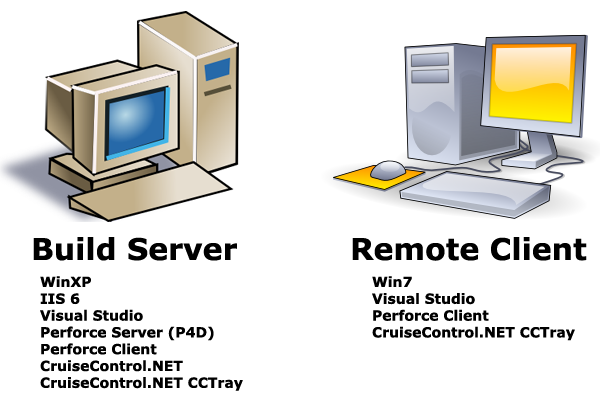 Build Server
WinXP
IIS 6
Visual Studio
Perforce Server (P4D)
Perforce Client
CruiseControl.NET
CruiseControl.NET CCTray
Remote Client
Win7
Visual Studio
Perforce Client
CruiseControl.NET CCTray